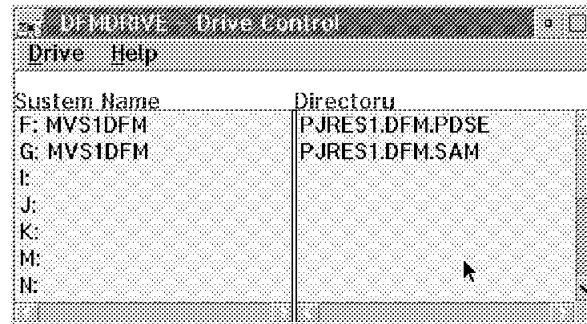 DFMDRIVE - Drive Control
Drive Help
System Name Directory
F: MVS1DFM PJRES1.DFM.PDSE
G: MVS1DFM PJRES1.DFM.SAM
I:
J:
K:
M:
N: